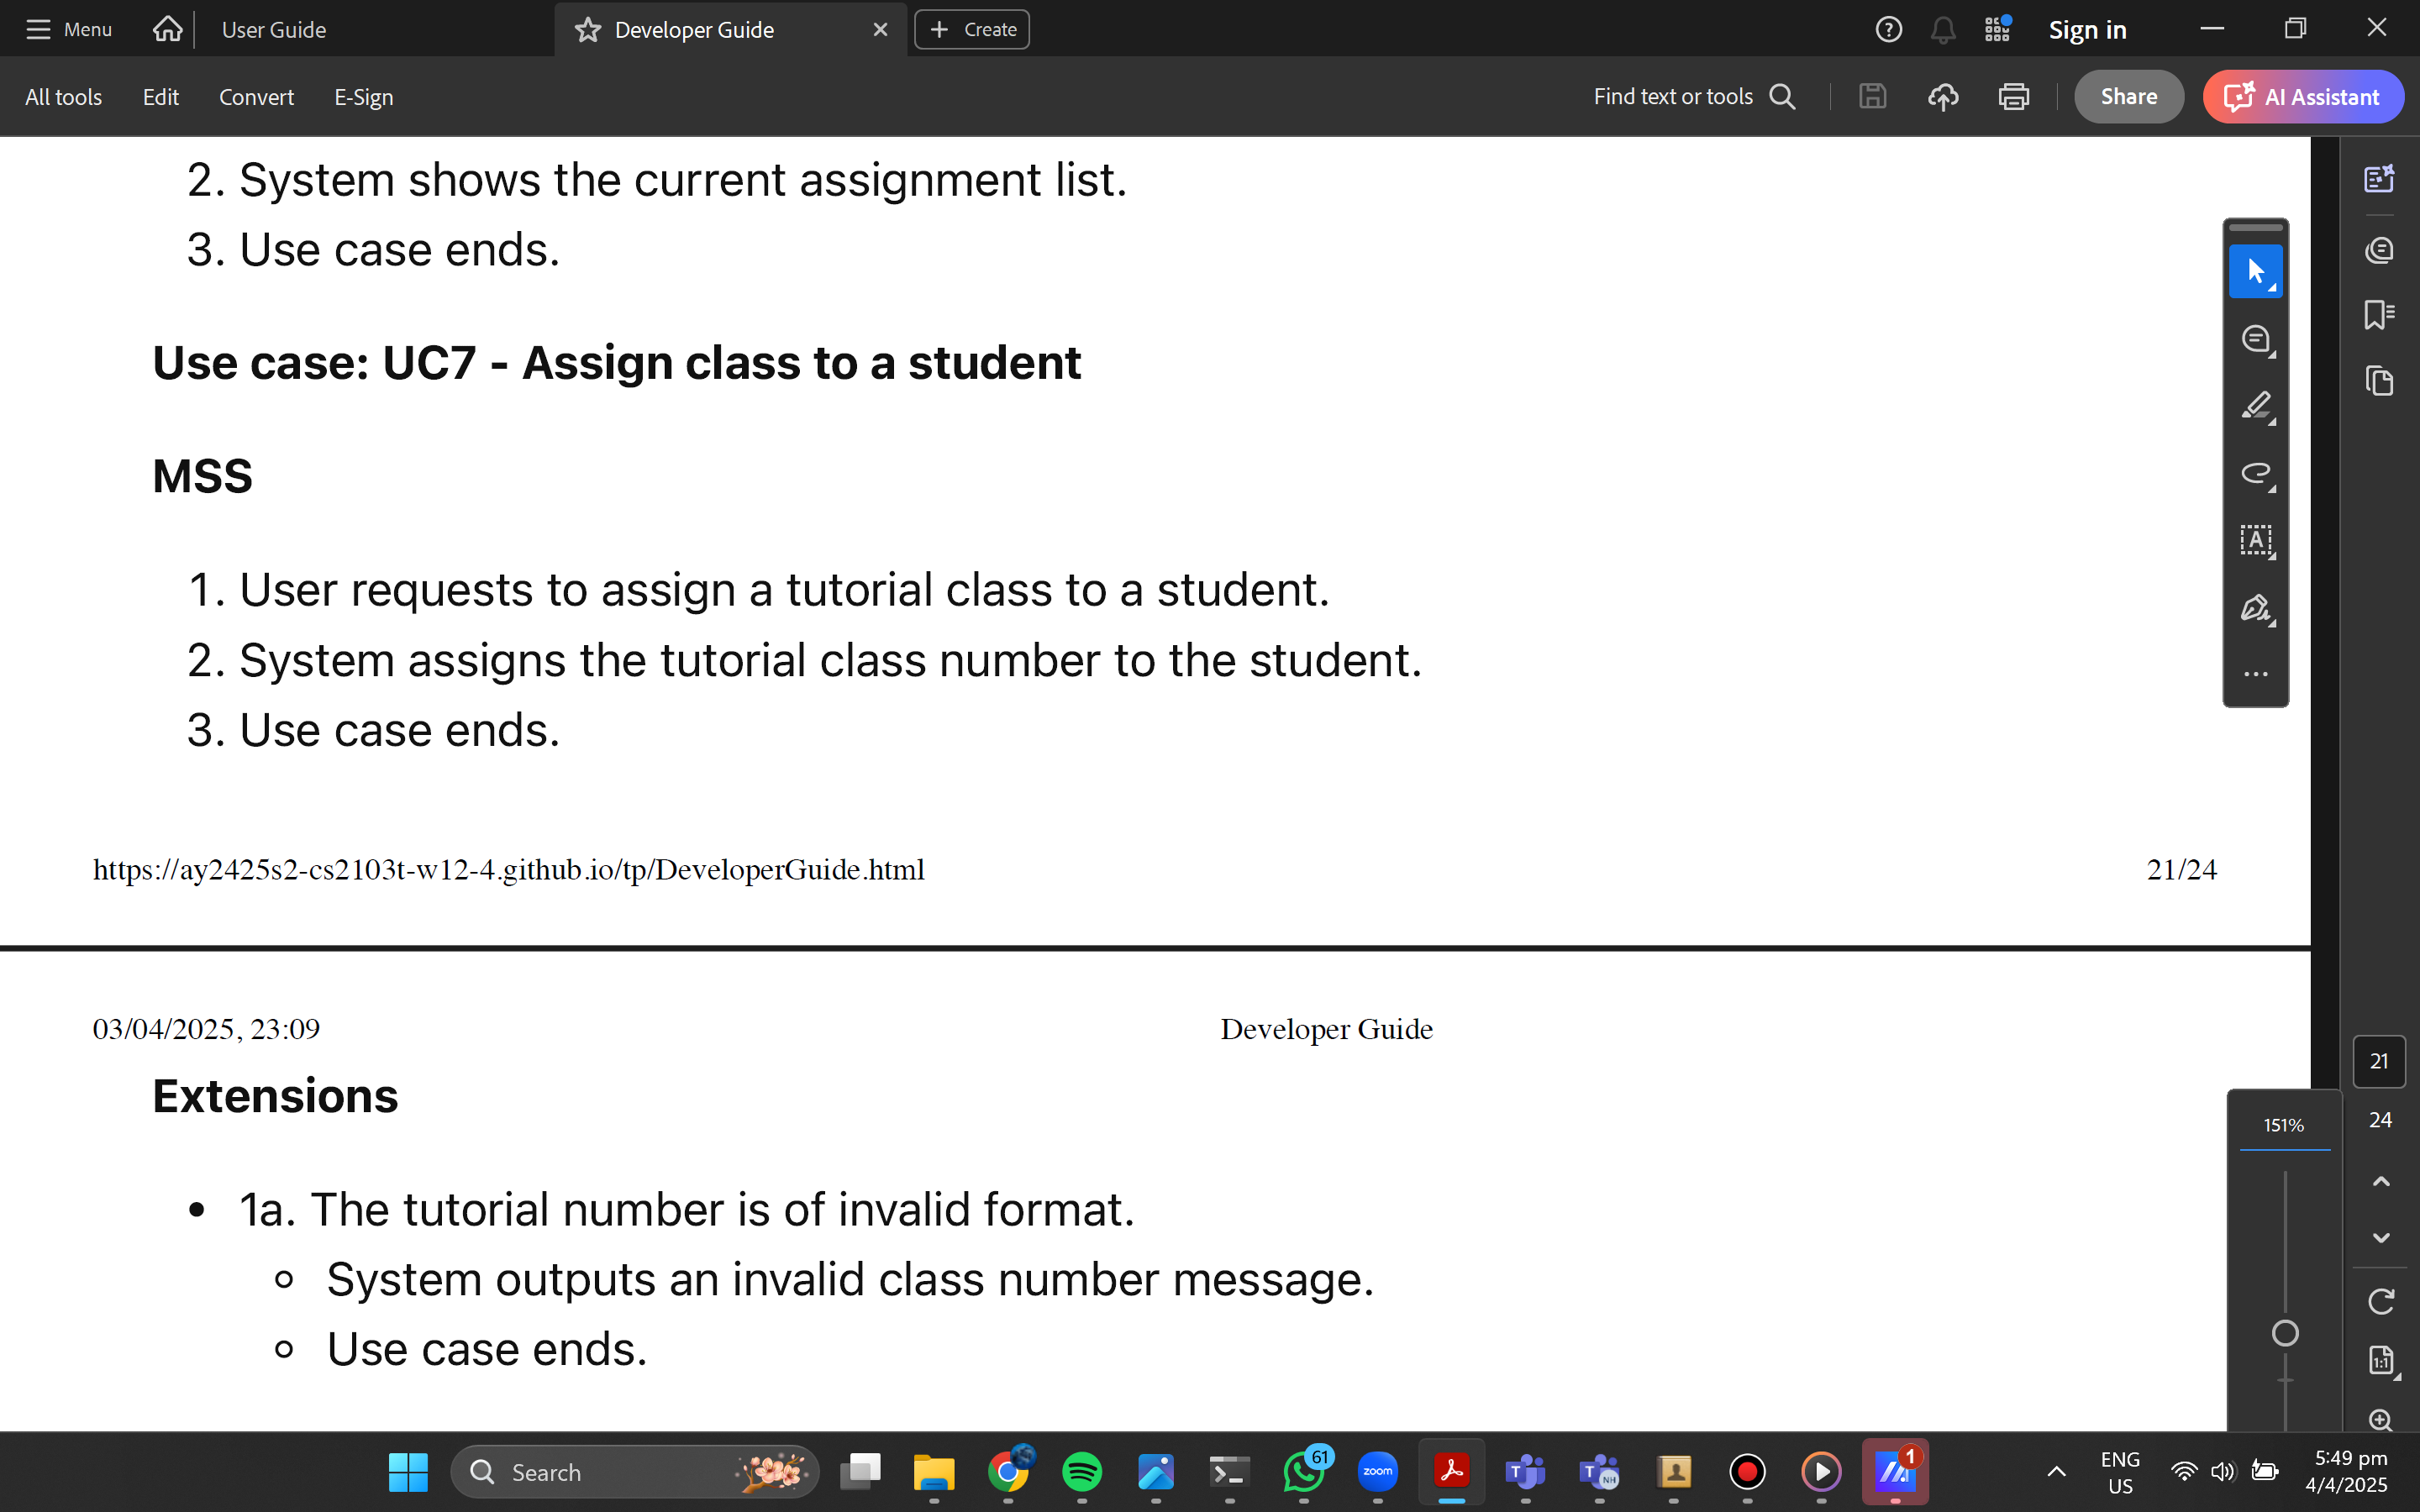 Menu
User Guide
Developer Guide
Create
Sign in
All tools
Edit
Convert
E-Sign
Find text or tools
Share
AI Assistant
2. System shows the current assignment list.
3. Use case ends.
Use case: UC7 - Assign class to a student
MSS
1. User requests to assign a tutorial class to a student.
2. System assigns the tutorial class number to the student.
3. Use case ends.
https://ay2425s2-cs2103t-w12-4.github.io/tp/DeveloperGuide.html
21/24
03/04/2025, 23:09
Developer Guide
Extensions
• 1a. The tutorial number is of invalid format.
◦ System outputs an invalid class number message.
◦ Use case ends.
21
24
151%
1:1
Search
61
zoom
T
T
NH
1
ENG
US
5:49 pm
4/4/2025